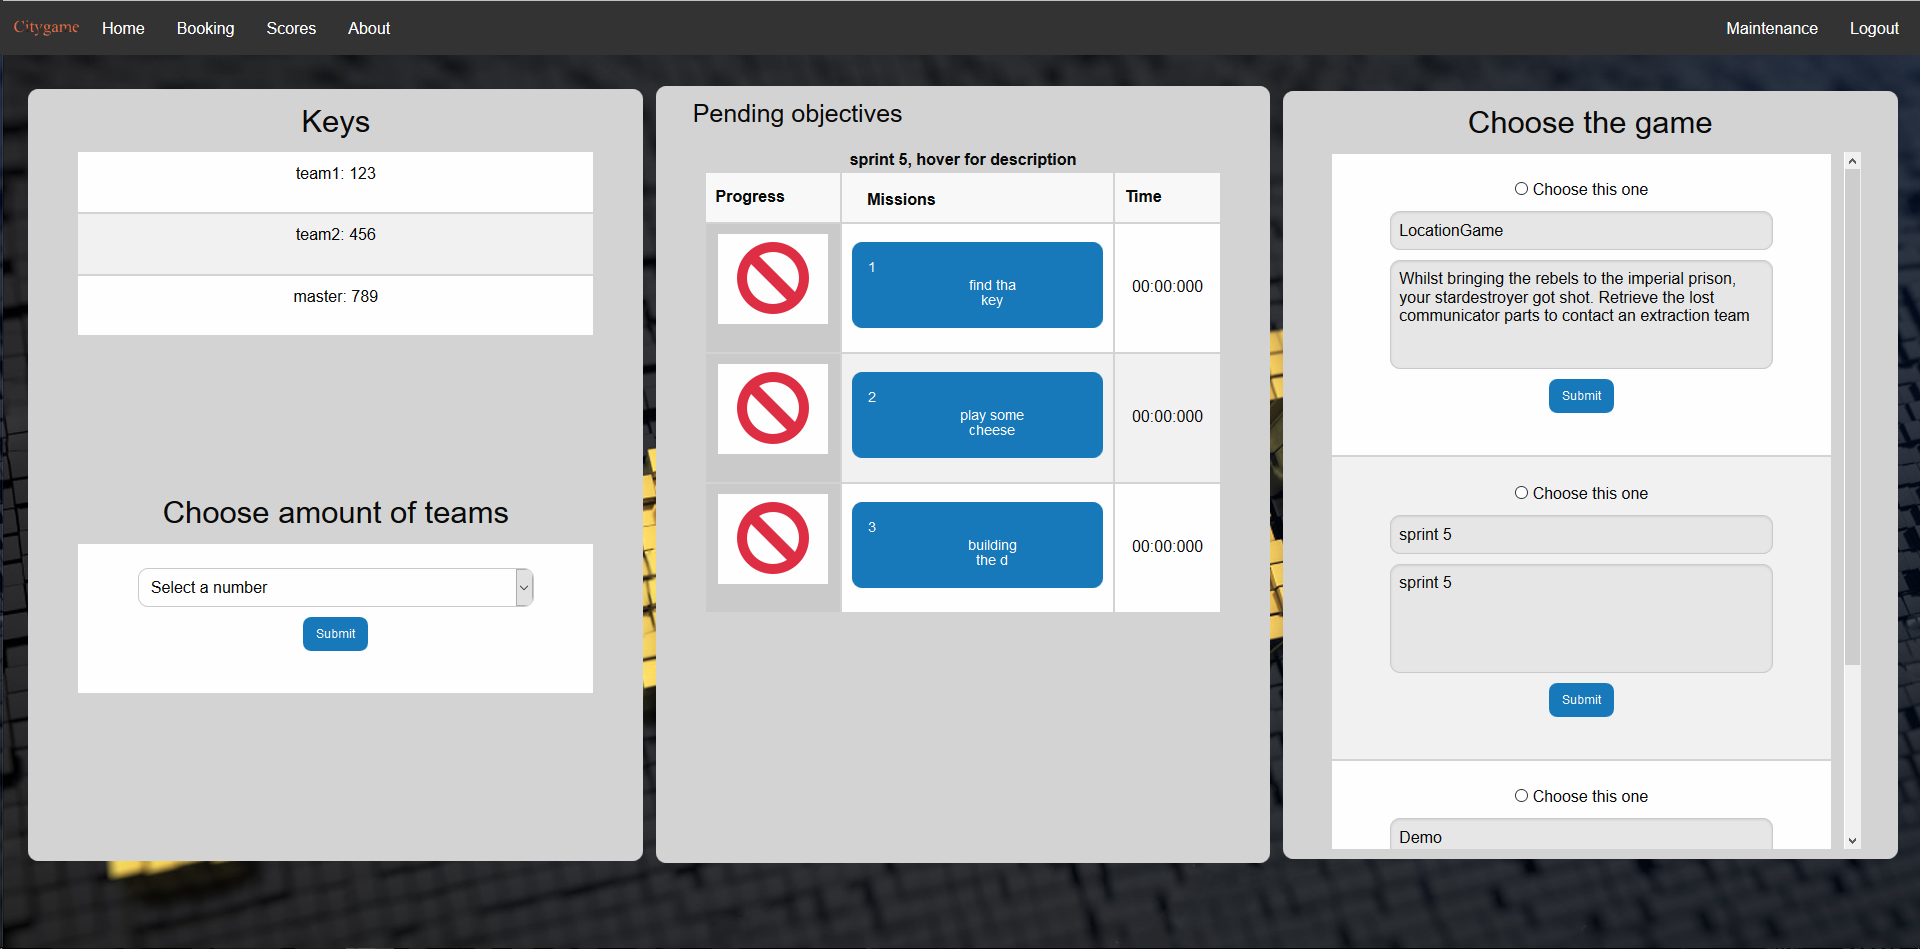 Citygame
Home
Booking
Scores
About
Maintenance
Logout
Keys
team1: 123
team2: 456
master: 789
Choose amount of teams
Select a number
Submit
Pending objectives
sprint 5, hover for description
Progress
Missions
Time
1
find tha
key
00:00:000
2
play some
cheese
00:00:000
3
building
the d
00:00:000
Choose the game
Choose this one
LocationGame
Whilst bringing the rebels to the imperial prison,
your stardestroyer got shot. Retrieve the lost
communicator parts to contact an extraction team
Submit
Choose this one
sprint 5
sprint 5
Submit
Choose this one
Demo